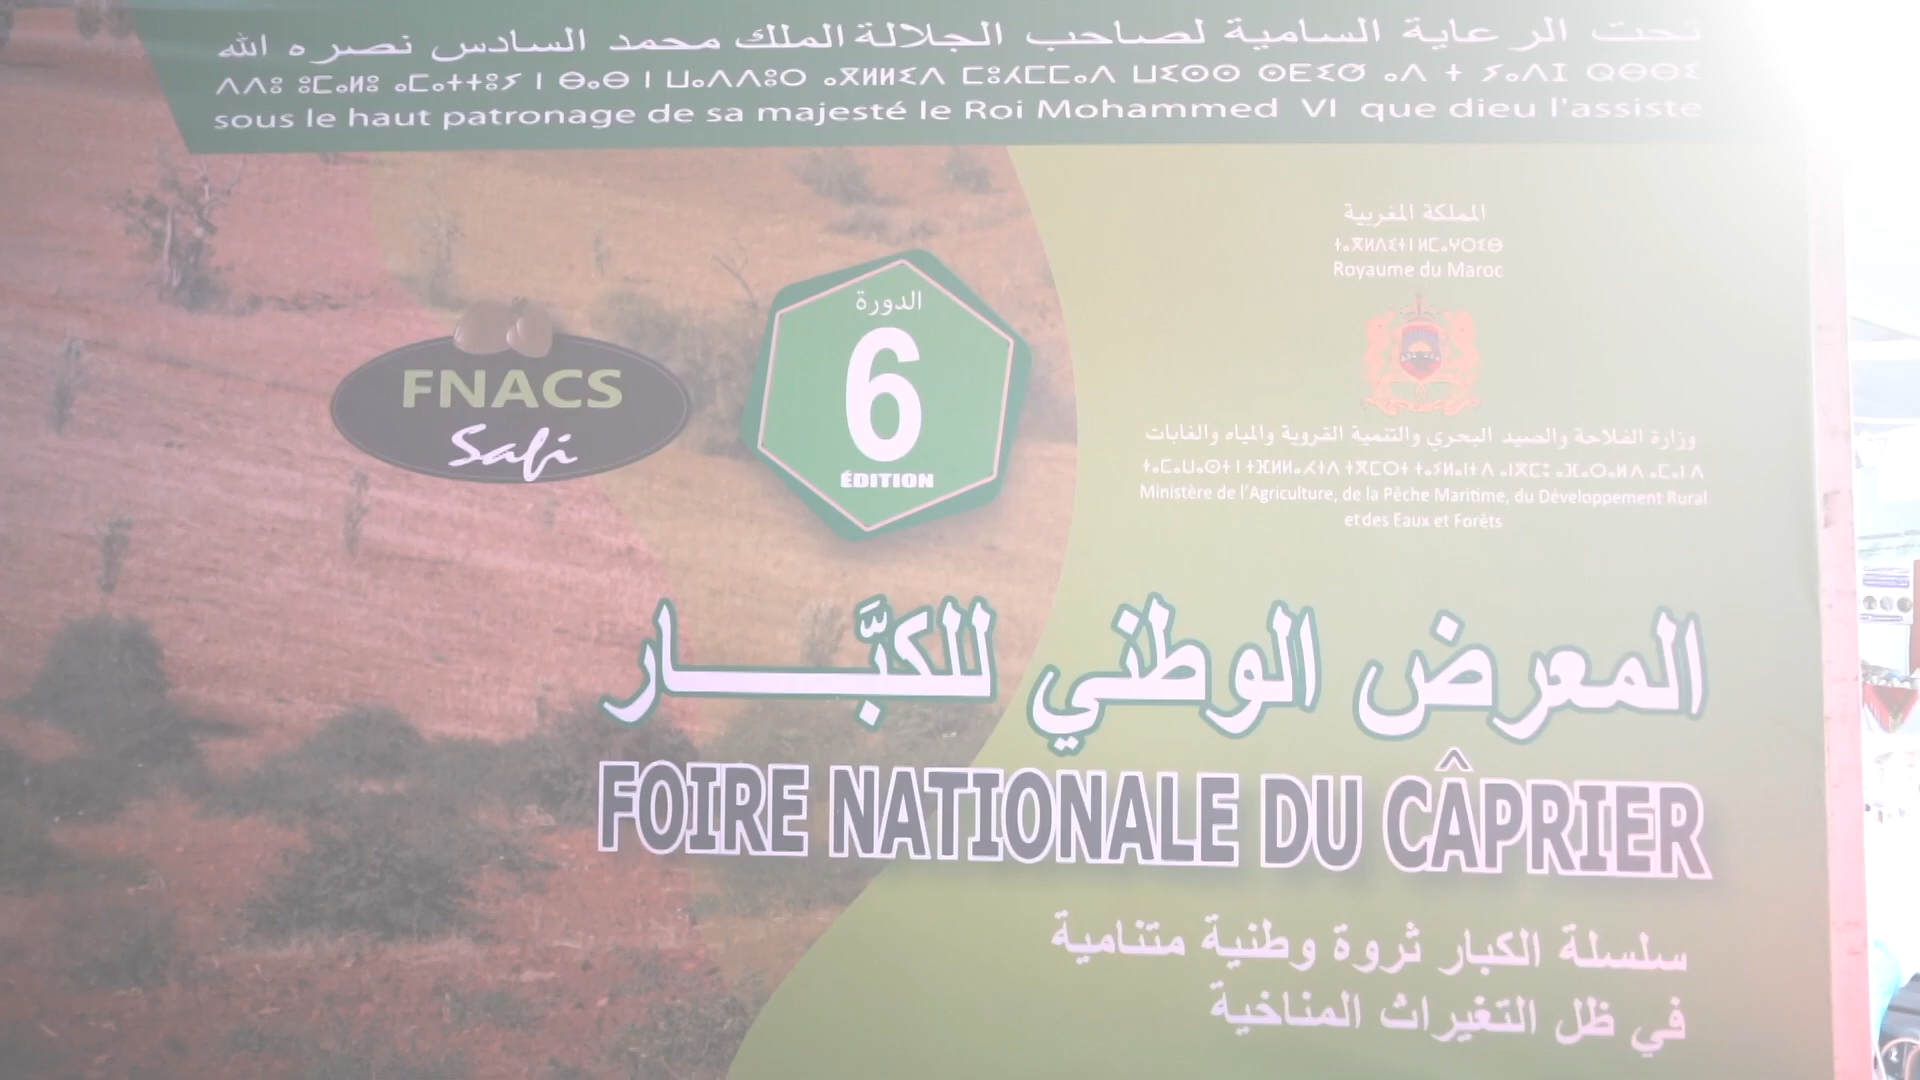 تحت الرعاية السامية لصاحب الجلالة الملك محمد السادس نصره الله
sous le haut patronage de sa majesté le Roi Mohammed VI que dieu l'assiste
المملكة المغربية
ⵜⴰⴳⵍⴷⵉⵜ ⵏ ⵍⵎⴰⵖⵔⵉⴱ
Royaume du Maroc
وزارة الفلاحة والصيد البحري والتنمية القروية والمياه والغابات
Ministère de l'Agriculture, de la Pêche Maritime, du Développement Rural
et des Eaux et Forêts
FNACS
Safi
الدورة
6
ÉDITION
المعرض الوطني للكبَّـــار
FOIRE NATIONALE DU CÂPRIER
سلسلة الكبار ثروة وطنية متنامية
في ظل التغيرات المناخية